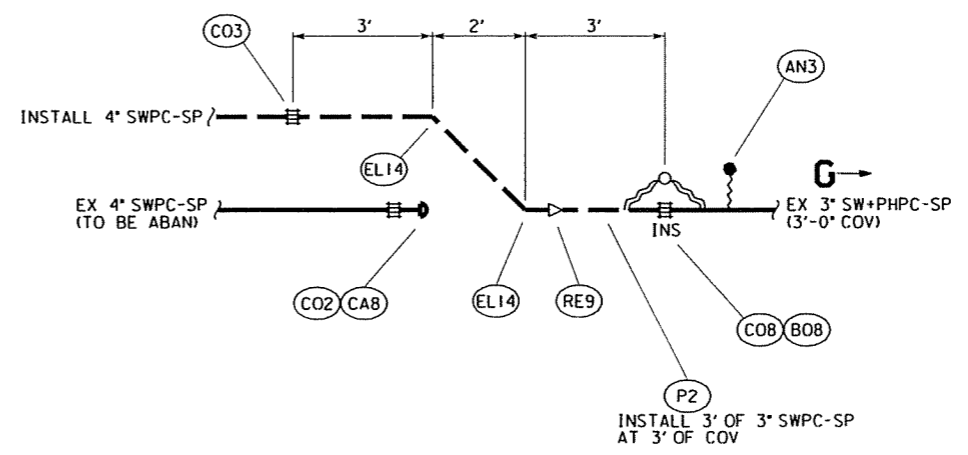 CO3
3'
2'
3'
AN3
INSTALL 4" SWPC-SP
EL14
G
EX 4" SWPC-SP
(TO BE ABAN)
EX 3" SW+PHPC-SP
(3'-0" COV)
INS
CO2
CA8
EL14
RE9
CO8
BO8
P2
INSTALL 3' OF 3" SWPC-SP
AT 3' OF COV